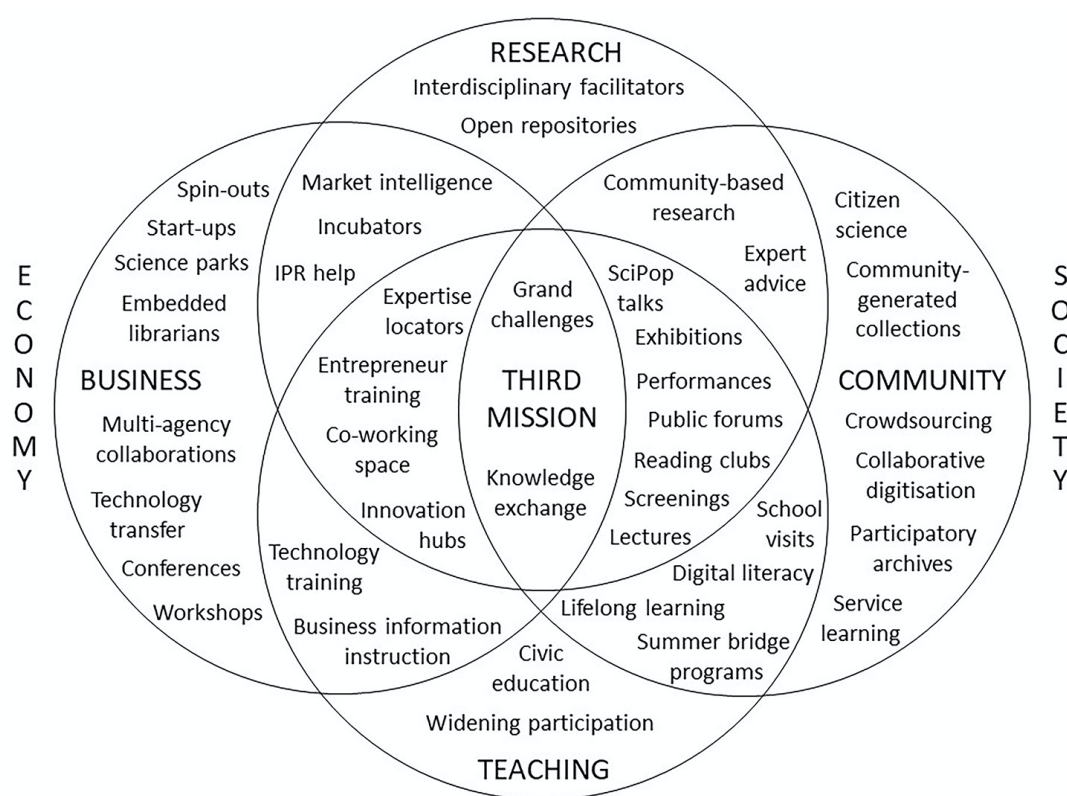 RESEARCH
Interdisciplinary facilitators
Open repositories
Market intelligence
Incubators
IPR help
Community-based
research
Expert
advice
ECONOMY
Spin-outs
Start-ups
Science parks
Embedded
librarians
BUSINESS
Multi-agency
collaborations
Technology
transfer
Conferences
Workshops
Expertise
locators
Entrepreneur
training
Co-working
space
Innovation
hubs
Grand
challenges
THIRD
MISSION
Knowledge
exchange
SciPop
talks
Exhibitions
Performances
Public forums
Reading clubs
Screenings
Lectures
Citizen
science
Community-
generated
collections
COMMUNITY
Crowdsourcing
Collaborative
digitisation
Participatory
archives
Service
learning
SOCIETY
Technology
training
Business information
instruction
School
visits
Digital literacy
Lifelong learning
Summer bridge
programs
Civic
education
Widening participation
TEACHING